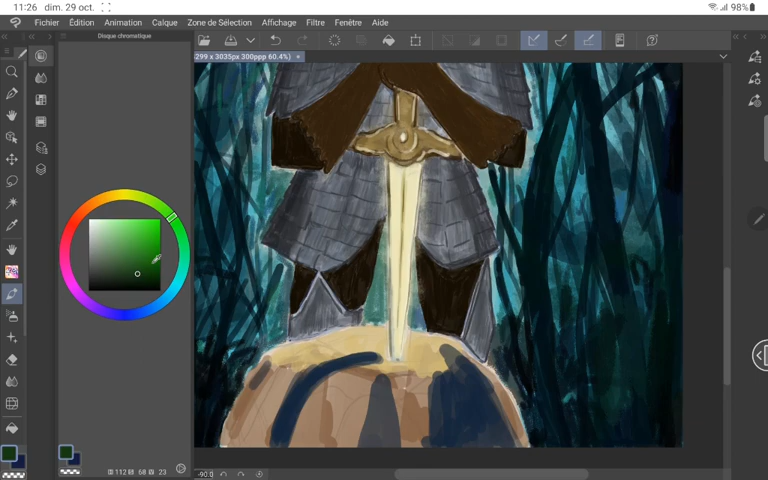 11:26 dim. 29 oct. 98%
Fichier Édition Animation Calque Zone de Sélection Affichage Filtre Fenêtre Aide
Disque chromatique
299 x 3035px 300ppp 60.4%)
112 68 23
-90.0